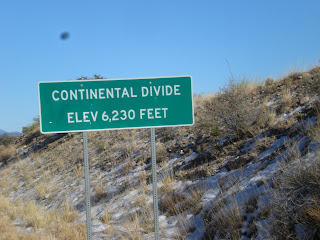 CONTINENTAL DIVIDE
ELEV 6,230 FEET